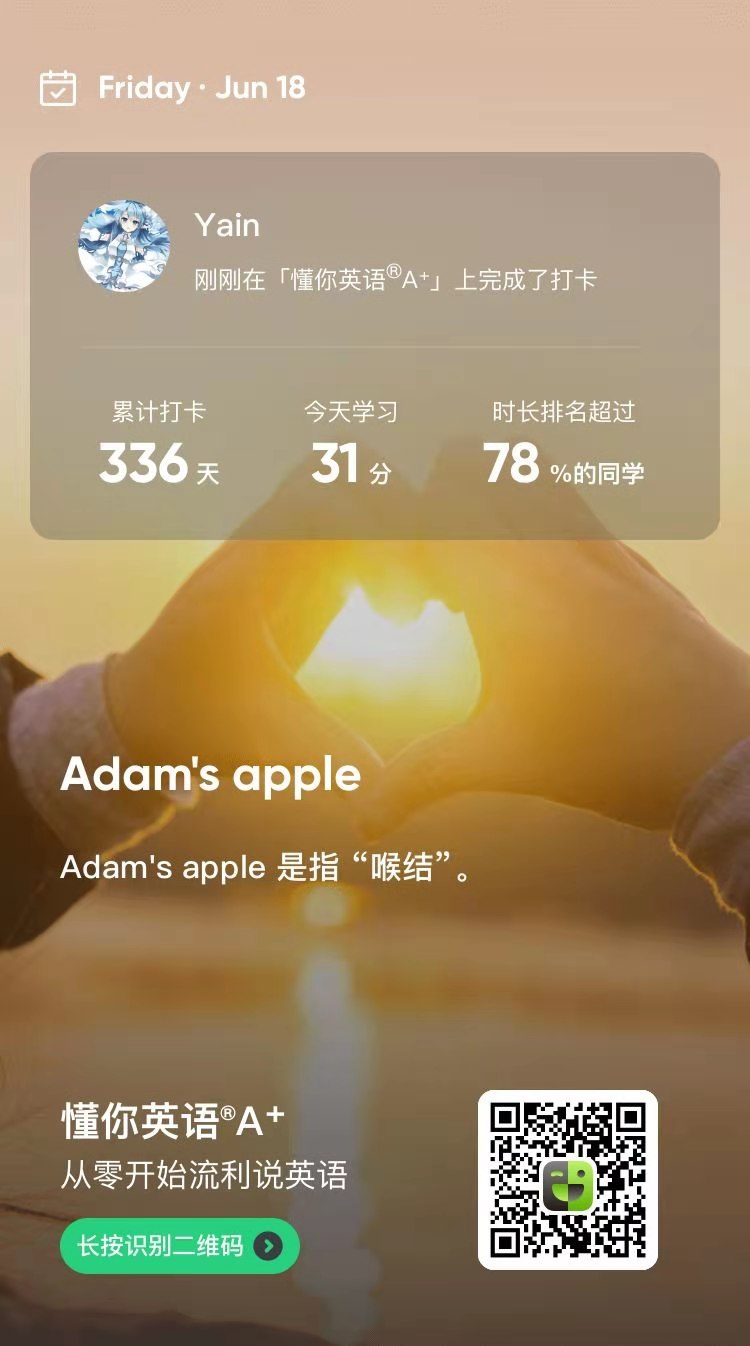 Friday · Jun 18
Yain
刚刚在「懂你英语®A⁺」上完成了打卡
累计打卡 今天学习 时长排名超过
336 天 31 分 78 %的同学
Adam's apple
Adam's apple 是指“喉结”。
懂你英语®A⁺
从零开始流利说英语
长按识别二维码